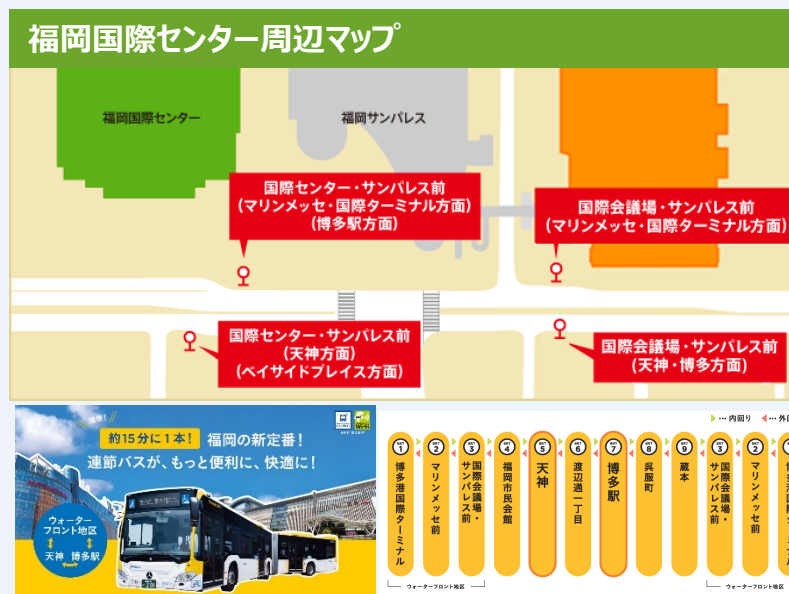 福岡国際センター周辺マップ
福岡国際センター
福岡サンパレス
国際センター・サンパレス前
(マリンメッセ・国際ターミナル方面)
(博多駅方面)
国際会議場・サンパレス前
(マリンメッセ・国際ターミナル方面)
国際センター・サンパレス前
(天神方面)
(ベイサイドプレイス方面)
国際会議場・サンパレス前
(天神・博多方面)
約15分に1本!
福岡の新定番!
連節バスが、もっと便利に、快適に!
ウォーター
フロント地区
天神 博多駅
…内回り
…外
1
博多港国際ターミナル
2
マリンメッセ前
3
国際会議場・
サンパレス前
4
福岡市民会館
5
天神
6
渡辺通一丁目
7
博多駅
8
呉服町
9
蔵本
3
国際会議場・
サンパレス前
2
マリンメッセ前
ウォーターフロント地区
ウォーターフロント地区